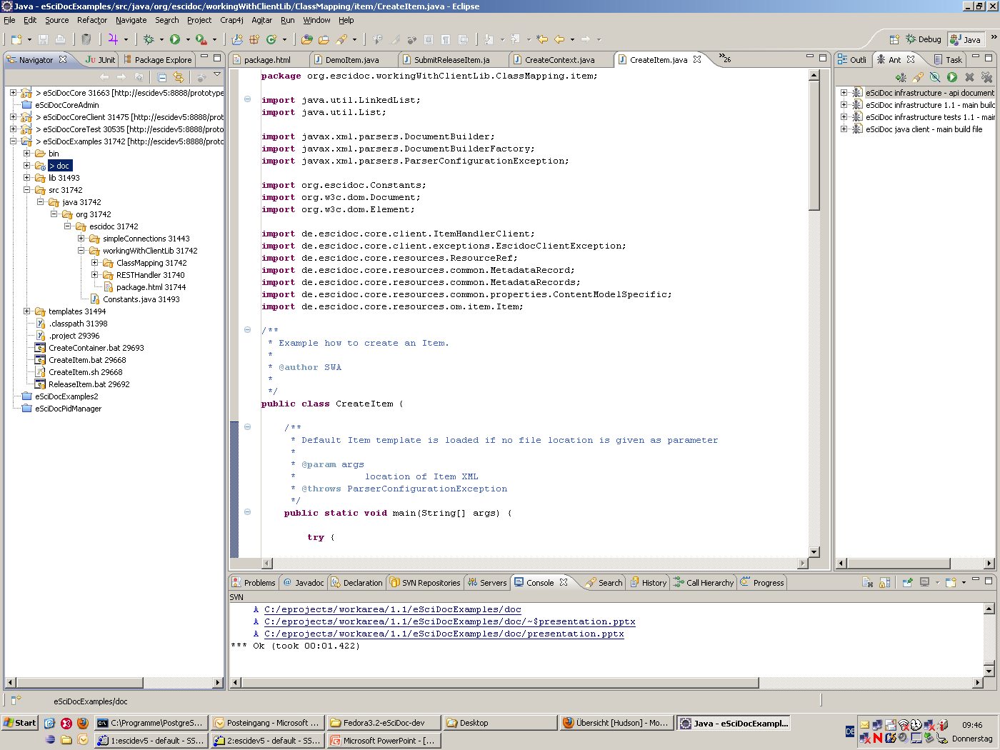 Java - eSciDocExamples/src/java/org/escidoc/workingWithClientLib/ClassMapping/item/CreateItem.java - Eclipse
File Edit Source Refactor Navigate Search Project Crap4j Agitar Run Window Help
Debug Java
Navigator JUnit Package Explore
package.html DemoItem.java SubmitReleaseItem.ja CreateContext.java CreateItem.java 26
Outli Ant Task
> eSciDocCore 31663 [http://escidev5:8888/prototype
eSciDocCoreAdmin
> eSciDocCoreClient 31475 [http://escidev5:8888/prot
> eSciDocCoreTest 30535 [http://escidev5:8888/proto
> eSciDocExamples 31742 [http://escidev5:8888/proto
bin
> doc
lib 31493
src 31742
java 31742
org 31742
escidoc 31742
simpleConnections 31443
workingWithClientLib 31742
ClassMapping 31742
RESTHandler 31740
package.html 31744
Constants.java 31493
templates 31494
.classpath 31398
.project 29396
CreateContainer.bat 29693
CreateItem.bat 29668
CreateItem.sh 29668
ReleaseItem.bat 29692
eSciDocExamples2
eSciDocPidManager
package org.escidoc.workingWithClientLib.ClassMapping.item;
import java.util.LinkedList;
import java.util.List;
import javax.xml.parsers.DocumentBuilder;
import javax.xml.parsers.DocumentBuilderFactory;
import javax.xml.parsers.ParserConfigurationException;
import org.escidoc.Constants;
import org.w3c.dom.Document;
import org.w3c.dom.Element;
import de.escidoc.core.client.ItemHandlerClient;
import de.escidoc.core.client.exceptions.EscidocClientException;
import de.escidoc.core.resources.ResourceRef;
import de.escidoc.core.resources.common.MetadataRecord;
import de.escidoc.core.resources.common.MetadataRecords;
import de.escidoc.core.resources.common.properties.ContentModelSpecific;
import de.escidoc.core.resources.om.item.Item;
/**
* Example how to create an Item.
*
* @author SWA
*
*/
public class CreateItem {
/**
* Default Item template is loaded if no file location is given as parameter
*
* @param args
* location of Item XML
* @throws ParserConfigurationException
*/
public static void main(String[] args) {
try {
eSciDoc infrastructure - api document
eSciDoc infrastructure 1.1 - main build
eSciDoc infrastructure tests 1.1 - ma
eSciDoc java client - main build file
Problems @ Javadoc Declaration SVN Repositories Servers Console Search History Call Hierarchy Progress
SVN
A C:/eprojects/workarea/1.1/eSciDocExamples/doc
A C:/eprojects/workarea/1.1/eSciDocExamples/doc/~$presentation.pptx
A C:/eprojects/workarea/1.1/eSciDocExamples/doc/presentation.pptx
*** Ok (took 00:01.422)
eSciDocExamples/doc
Start C:\Programme\PostgreS... Posteingang - Microsoft ... Fedora3.2-eSciDoc-dev Desktop Übersicht [Hudson] - Mo... Java - eSciDocExampl... 09:46
1:escidev5 - default - SS... 2:escidev5 - default - SS... Microsoft PowerPoint - [... DE Donnerstag